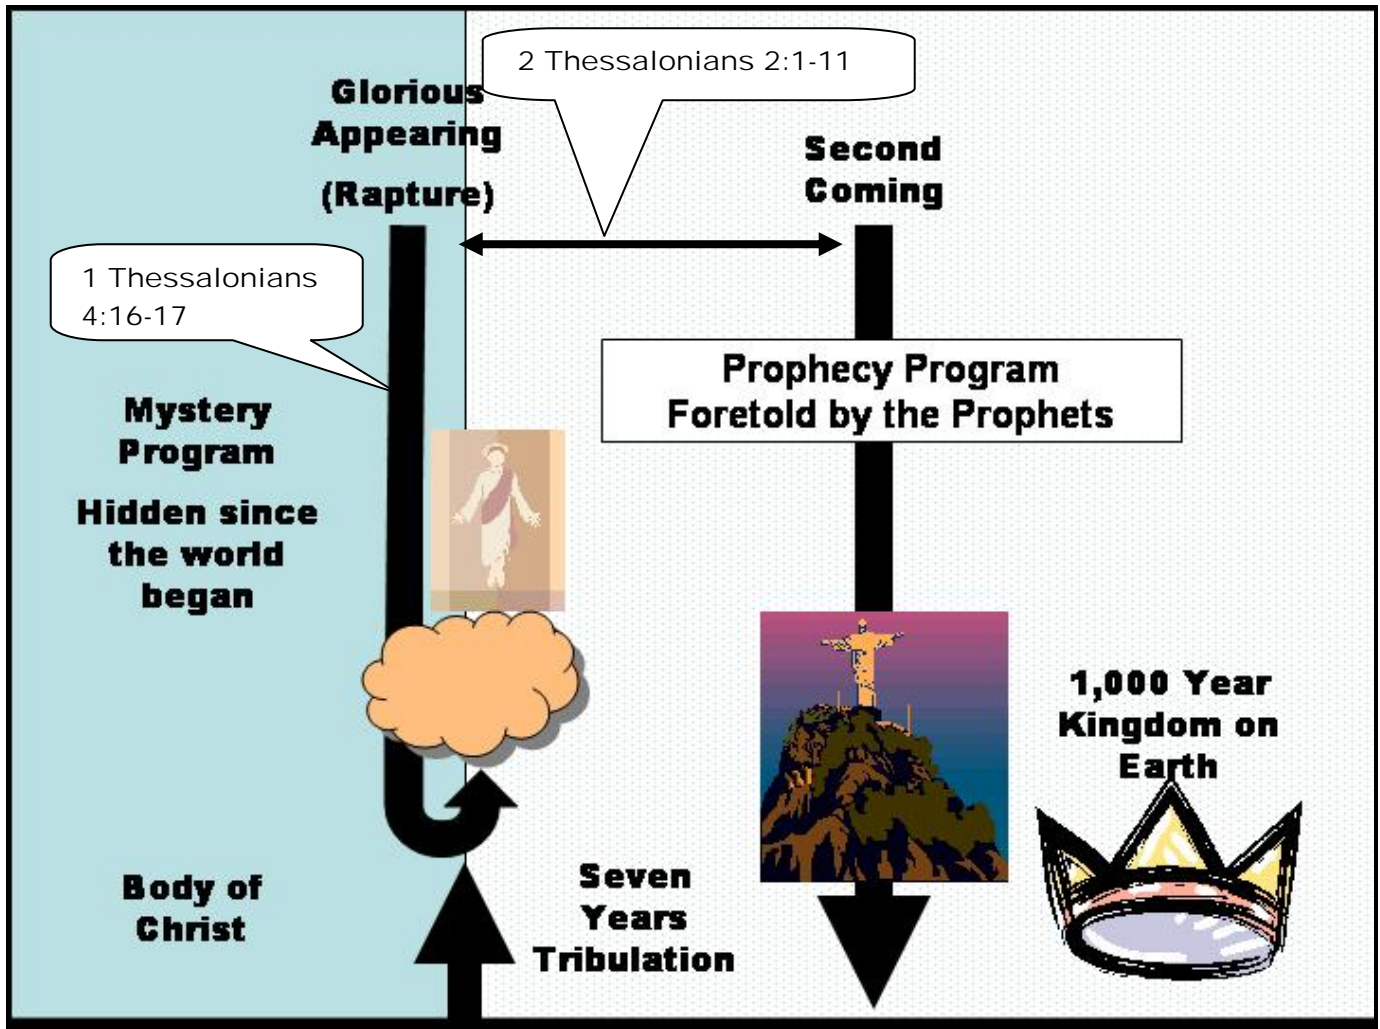 2 Thessalonians 2:1-11
Glorious
Appearing
(Rapture)
Second
Coming
1 Thessalonians
4:16-17
Prophecy Program
Foretold by the Prophets
Mystery
Program
Hidden since
the world
began
1,000 Year
Kingdom on
Earth
Body of
Christ
Seven
Years
Tribulation